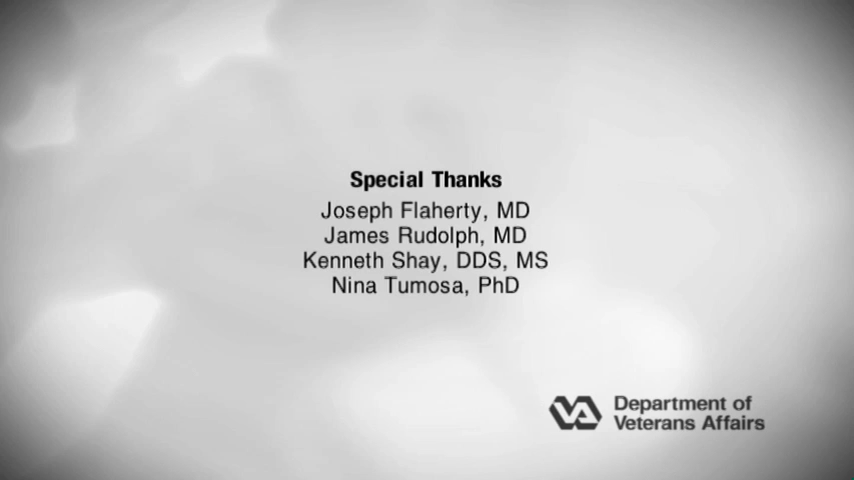 Special Thanks
Joseph Flaherty, MD
James Rudolph, MD
Kenneth Shay, DDS, MS
Nina Tumosa, PhD
VA
Department of
Veterans Affairs